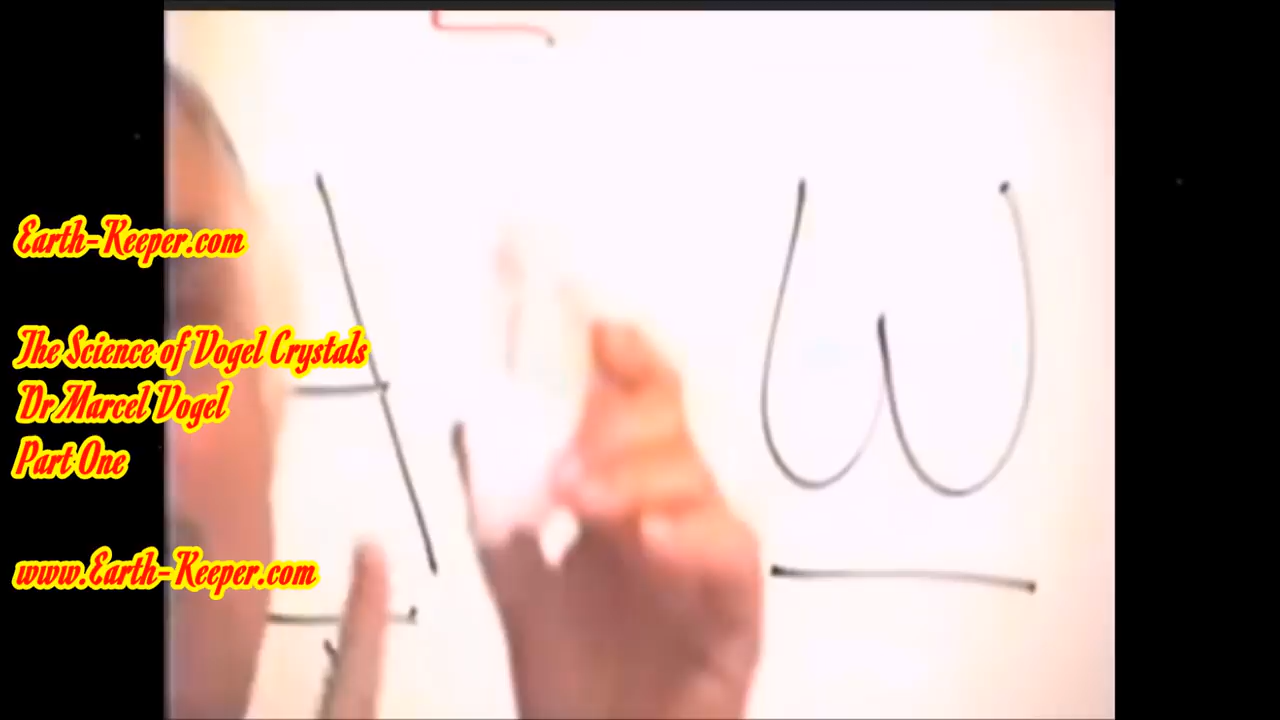 Earth-Keeper.com
The Science of Vogel Crystals
Dr Marcel Vogel
Part One
www.Earth-Keeper.com
A ω